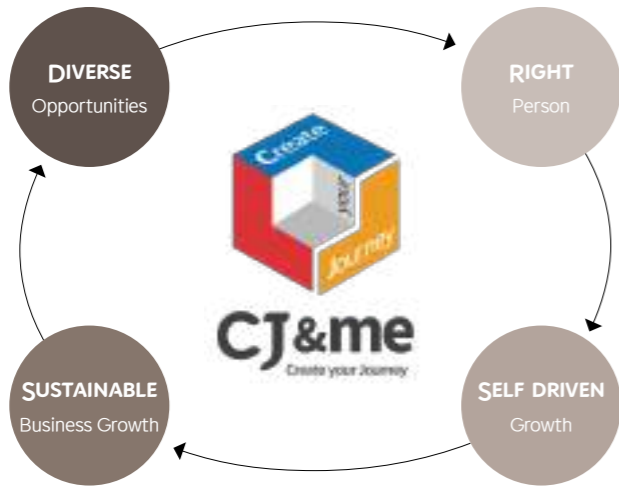 DIVERSE
Opportunities
RIGHT
Person
Create
your
Journey
CJ&me
Create your Journey
SUSTAINABLE
Business Growth
SELF DRIVEN
Growth